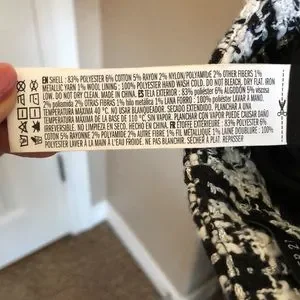 EN SHELL : 83% POLYESTER 6% COTTON 5% RAYON 2% NYLON/POLYAMIDE 2% OTHER FIBERS 1%
METALLIC YARN 1% WOOL LINING : 100% POLYESTER HAND WASH COLD. DO NOT BLEACH, DRY FLAT. IRON
LOW. DO NOT DRY CLEAN. MADE IN CHINA. ES TELA EXTERIOR : 83% poliéster 6% ALGODÓN 5% viscosa
2% poliamida 2% OTRAS FIBRAS 1% hilo metálica 1% LANA FORRO : 100% poliéster LAVAR A MANO.
TEMPERATURA MÁXIMA 40 °C. NO USAR BLANQUEADOR. SECAR EN HORIZONTAL. PLANCHAR A UNA
TEMPERATURA MÁXIMA DE LA BASE DE 110 °C. SIN VAPOR. PLANCHAR CON VAPOR PUEDE CAUSAR DAÑO
IRREVERSIBLE. NO LIMPIEZA EN SECO. HECHO EN CHINA. FR ÉTOFFE EXTÉRIEURE : 83% POLYESTER 6%
COTON 5% RAYON 2% POLYAMIDE 2% AUTRE FIBRE 1% FIL MÉTALLIQUE 1% LAINE DOUBLURE : 100%
POLYESTER LAVER À LA MAIN À L'EAU FROIDE. NE PAS BLANCHIR. SÉCHER À PLAT. REPASSER